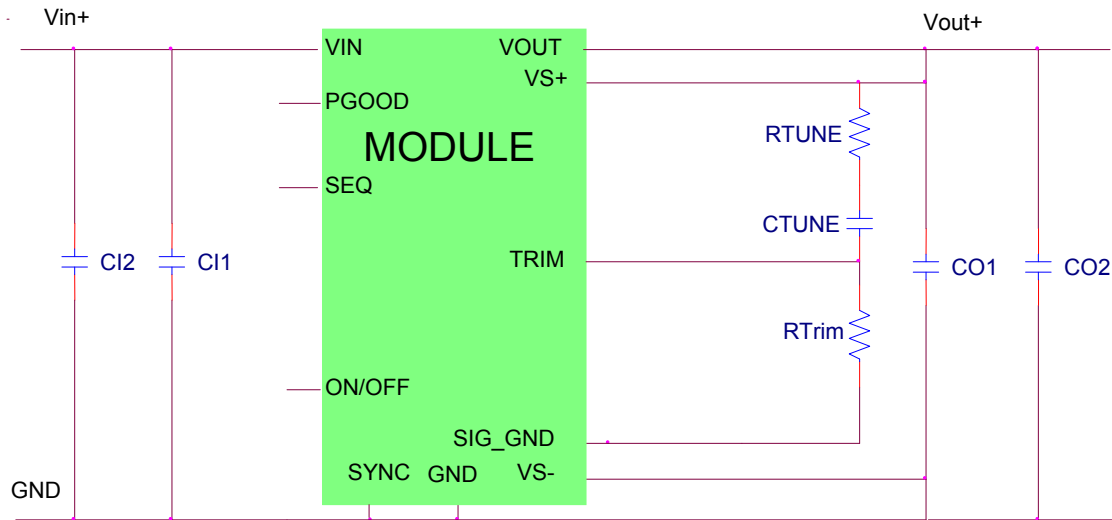 Vin+
Vout+
VIN
VOUT
VS+
PGOOD
MODULE
RTUNE
SEQ
CTUNE
TRIM
CI2
CI1
CO1
CO2
RTrim
ON/OFF
SIG_GND
SYNC
GND
VS-
GND